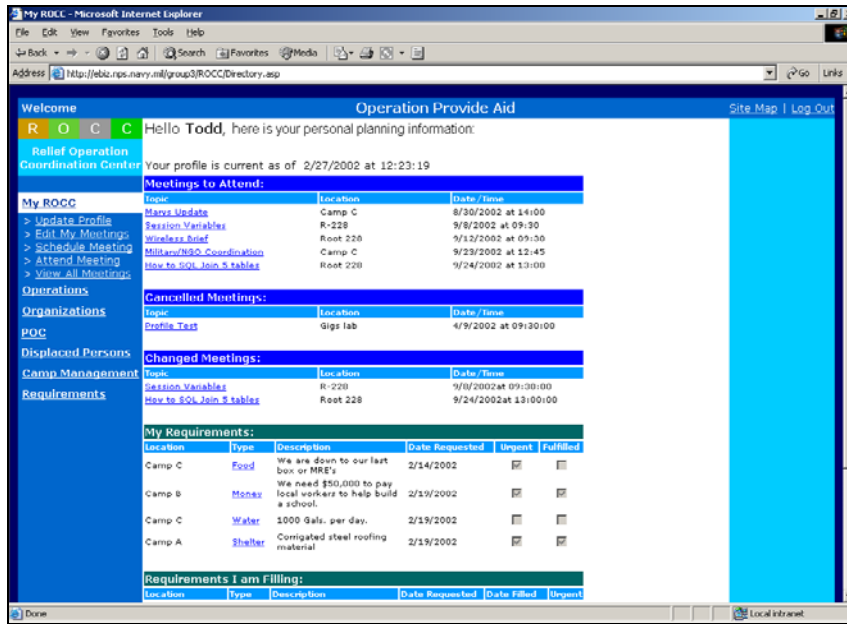 My ROCC - Microsoft Internet Explorer
File Edit View Favorites Tools Help
Back Search Favorites Media
Address http://ebiz.nps.navy.mil/group3/ROCC/Directory.asp Go Links
Welcome Operation Provide Aid Site Map | Log Out
R O C C Hello Todd, here is your personal planning information:
Relief Operation
Coordination Center Your profile is current as of 2/27/2002 at 12:23:19
Meetings to Attend:
My ROCC Topic Location Date/Time
> Update Profile Marys Update Camp C 8/30/2002 at 14:00
> Edit My Meetings Session Variables R-228 9/8/2002 at 09:30
> Schedule Meeting Wireless Brief Root 228 9/12/2002 at 09:30
> Attend Meeting Military/NGO Coordination Camp C 9/23/2002 at 12:45
> View All Meetings How to SQL Join 5 tables Root 228 9/24/2002 at 13:00
Operations Cancelled Meetings:
Organizations Topic Location Date/Time
POC Profile Test Gigs lab 4/9/2002 at 09:30:00
Displaced Persons Changed Meetings:
Camp Management Topic Location Date/Time
Requirements Session Variables R-228 9/8/2002at 09:30:00
How to SQL Join 5 tables Root 228 9/24/2002at 13:00:00
My Requirements:
Location Type Description Date Requested Urgent Fulfilled
Camp C Food We are down to our last box or MRE's 2/14/2002
Camp B Money We need $50,000 to pay local workers to help build a school. 2/19/2002
Camp C Water 1000 Gals. per day. 2/19/2002
Camp A Shelter Corrigated steel roofing material 2/19/2002
Requirements I am Filling:
Location Type Description Date Requested Date Filled Urgent
Done Local intranet